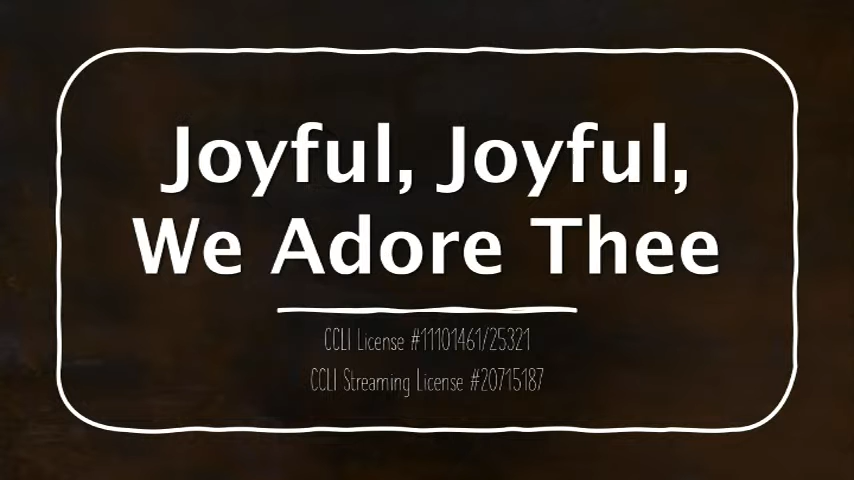 Joyful, Joyful,
We Adore Thee
CCLI License #11101461/25321
CCLI Streaming License #20715187